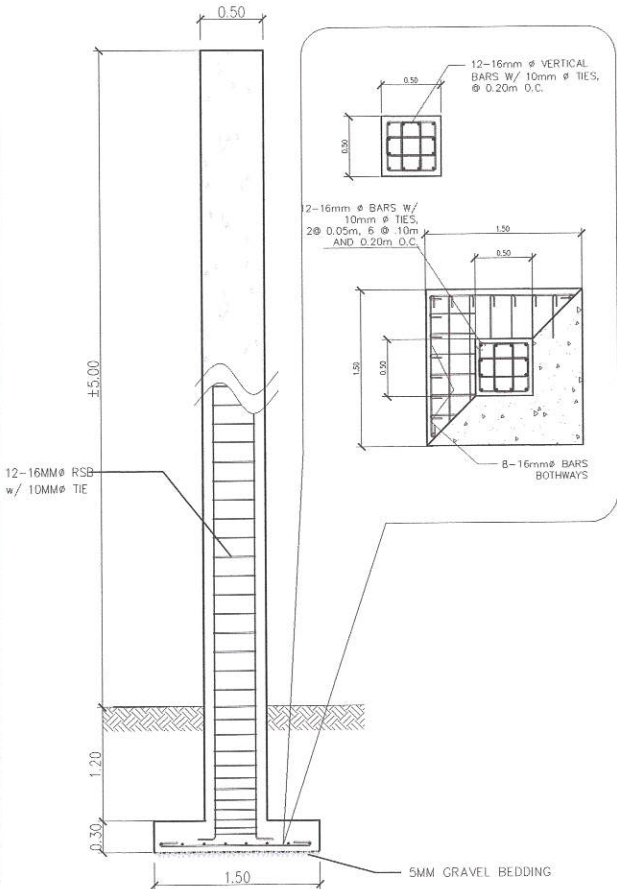 0.50
12-16mm ø VERTICAL
BARS W/ 10mm ø TIES,
@ 0.20m O.C.
0.50
0.50
12-16mm ø BARS W/
10mm ø TIES,
2@ 0.05m, 6 @ .10m
AND 0.20m O.C.
1.50
0.50
1.50
0.50
8-16mmø BARS
BOTHWAYS
±5.00
12-16MMø RSB
w/ 10MMø TIE
1.20
0.30
1.50
5MM GRAVEL BEDDING